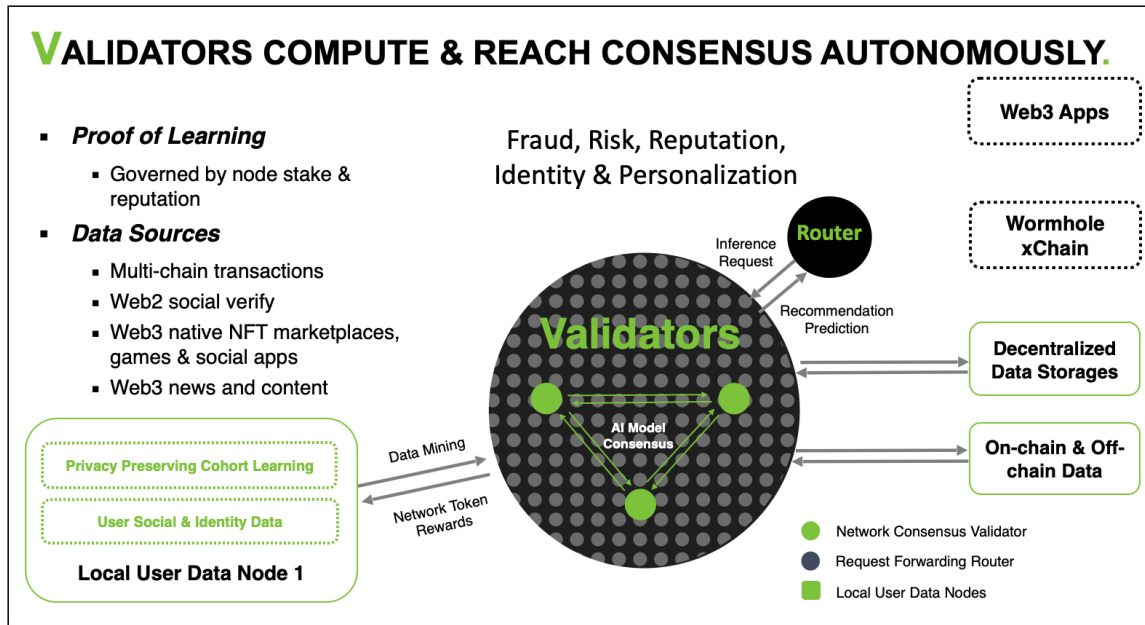 VALIDATORS COMPUTE & REACH CONSENSUS AUTONOMOUSLY.
▪ Proof of Learning
▪ Governed by node stake &
reputation
▪ Data Sources
▪ Multi-chain transactions
▪ Web2 social verify
▪ Web3 native NFT marketplaces,
games & social apps
▪ Web3 news and content
Fraud, Risk, Reputation,
Identity & Personalization
Web3 Apps
Wormhole
xChain
Router
Inference
Request
Recommendation
Prediction
Validators
AI Model
Consensus
Decentralized
Data Storages
On-chain & Off-
chain Data
Privacy Preserving Cohort Learning
User Social & Identity Data
Local User Data Node 1
Data Mining
Network Token
Rewards
Network Consensus Validator
Request Forwarding Router
Local User Data Nodes